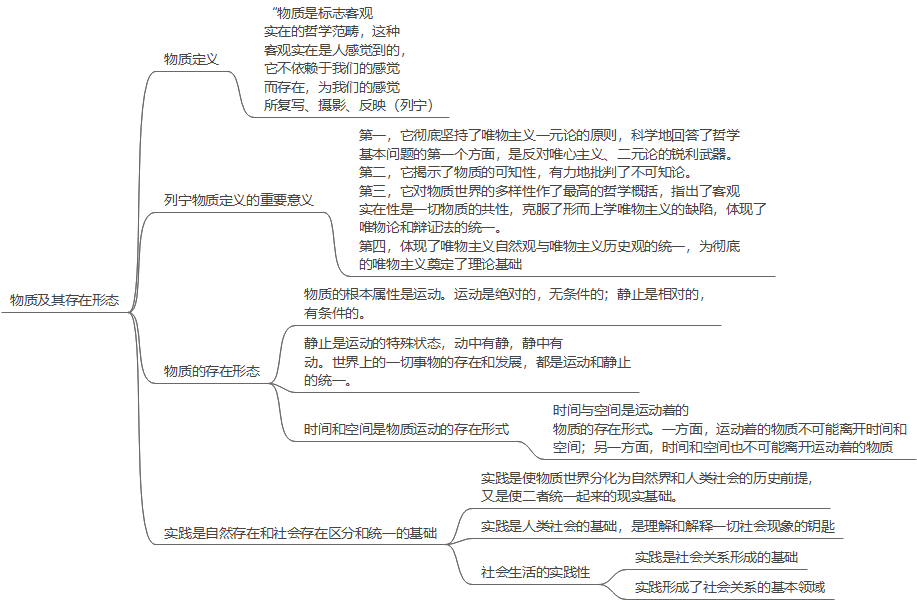 物质及其存在形态
物质定义
“物质是标志客观
实在的哲学范畴，这种
客观实在是人感觉到的，
它不依赖于我们的感觉
而存在，为我们的感觉
所复写、摄影、反映（列宁）
列宁物质定义的重要意义
第一，它彻底坚持了唯物主义一元论的原则，科学地回答了哲学
基本问题的第一个方面，是反对唯心主义、二元论的锐利武器。
第二，它揭示了物质的可知性，有力地批判了不可知论。
第三，它对物质世界的多样性作了最高的哲学概括，指出了客观
实在性是一切物质的共性，克服了形而上学唯物主义的缺陷，体现了
唯物论和辩证法的统一。
第四，体现了唯物主义自然观与唯物主义历史观的统一，为彻底
的唯物主义奠定了理论基础
物质的存在形态
物质的根本属性是运动。运动是绝对的，无条件的；静止是相对的，
有条件的。
静止是运动的特殊状态，动中有静，静中有
动。世界上的一切事物的存在和发展，都是运动和静止
的统一。
时间和空间是物质运动的存在形式
时间与空间是运动着的
物质的存在形式。一方面，运动着的物质不可能离开时间和
空间；另一方面，时间和空间也不可能离开运动着的物质
实践是自然存在和社会存在区分和统一的基础
实践是使物质世界分化为自然界和人类社会的历史前提，
又是使二者统一起来的现实基础。
实践是人类社会的基础，是理解和解释一切社会现象的钥匙
社会生活的实践性
实践是社会关系形成的基础
实践形成了社会关系的基本领域